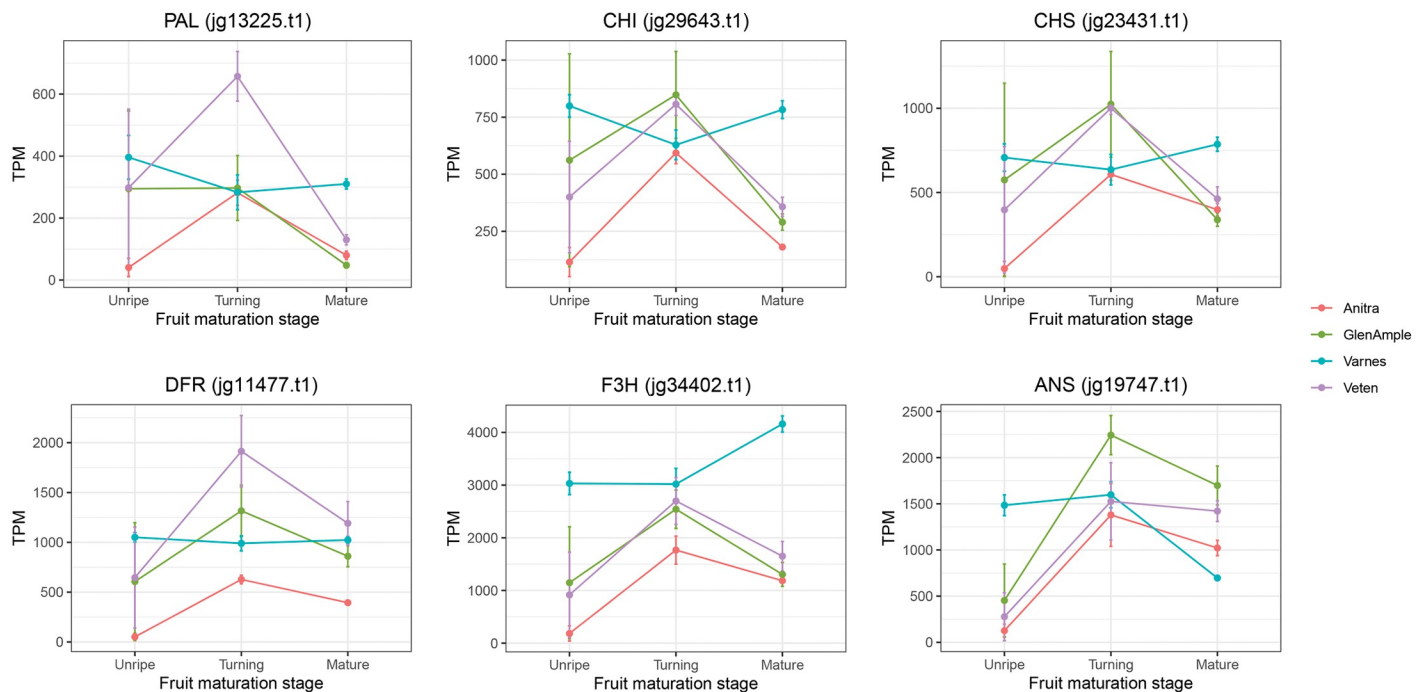 PAL (jg13225.t1)
TPM
600
400
200
0
Unripe Turning Mature
Fruit maturation stage
CHI (jg29643.t1)
TPM
1000
750
500
250
Unripe Turning Mature
Fruit maturation stage
CHS (jg23431.t1)
TPM
1000
500
0
Unripe Turning Mature
Fruit maturation stage
Anitra
GlenAmple
Varnes
Veten
DFR (jg11477.t1)
TPM
2000
1500
1000
500
0
Unripe Turning Mature
Fruit maturation stage
F3H (jg34402.t1)
TPM
4000
3000
2000
1000
0
Unripe Turning Mature
Fruit maturation stage
ANS (jg19747.t1)
TPM
2500
2000
1500
1000
500
0
Unripe Turning Mature
Fruit maturation stage